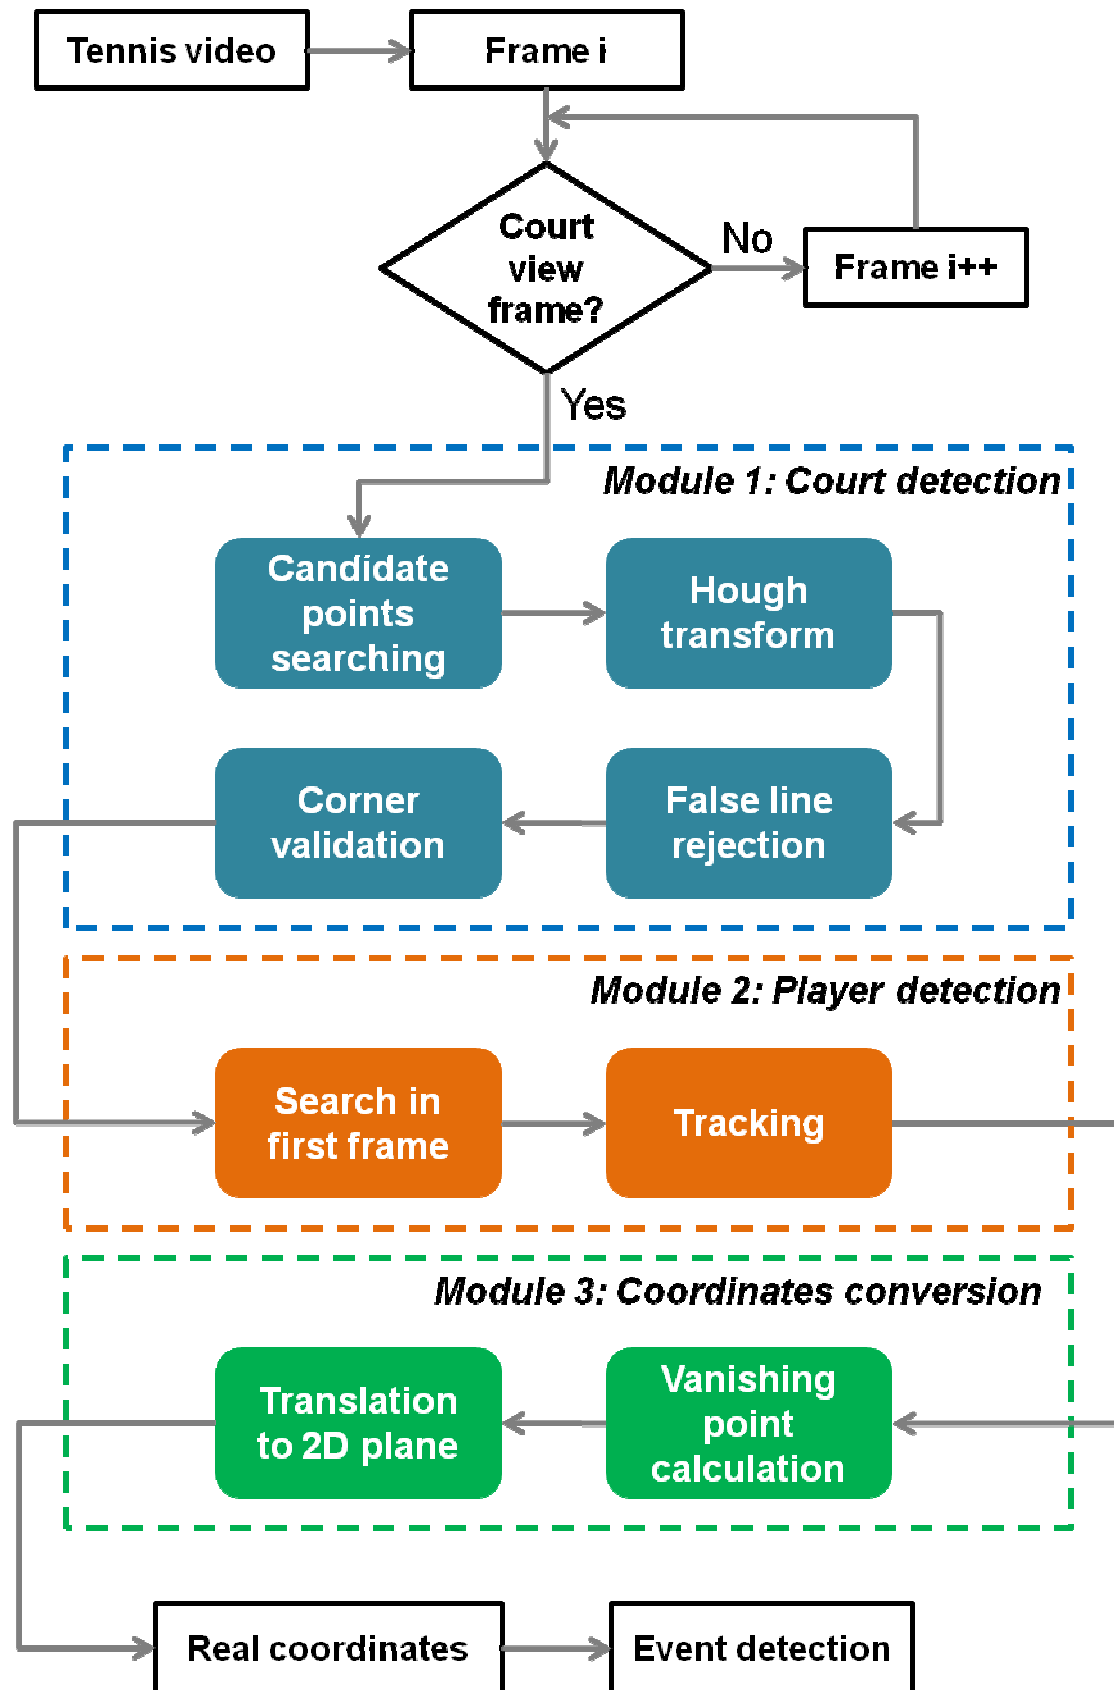 Tennis video
Frame i
Court
view
frame?
No
Frame i++
Yes
Module 1: Court detection
Candidate
points
searching
Hough
transform
Corner
validation
False line
rejection
Module 2: Player detection
Search in
first frame
Tracking
Module 3: Coordinates conversion
Translation
to 2D plane
Vanishing
point
calculation
Real coordinates
Event detection